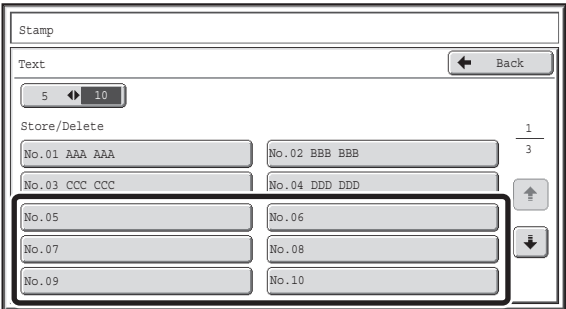 Stamp
Text Back
5 10
Store/Delete
1
3
No.01 AAA AAA No.02 BBB BBB
No.03 CCC CCC No.04 DDD DDD
No.05 No.06
No.07 No.08
No.09 No.10